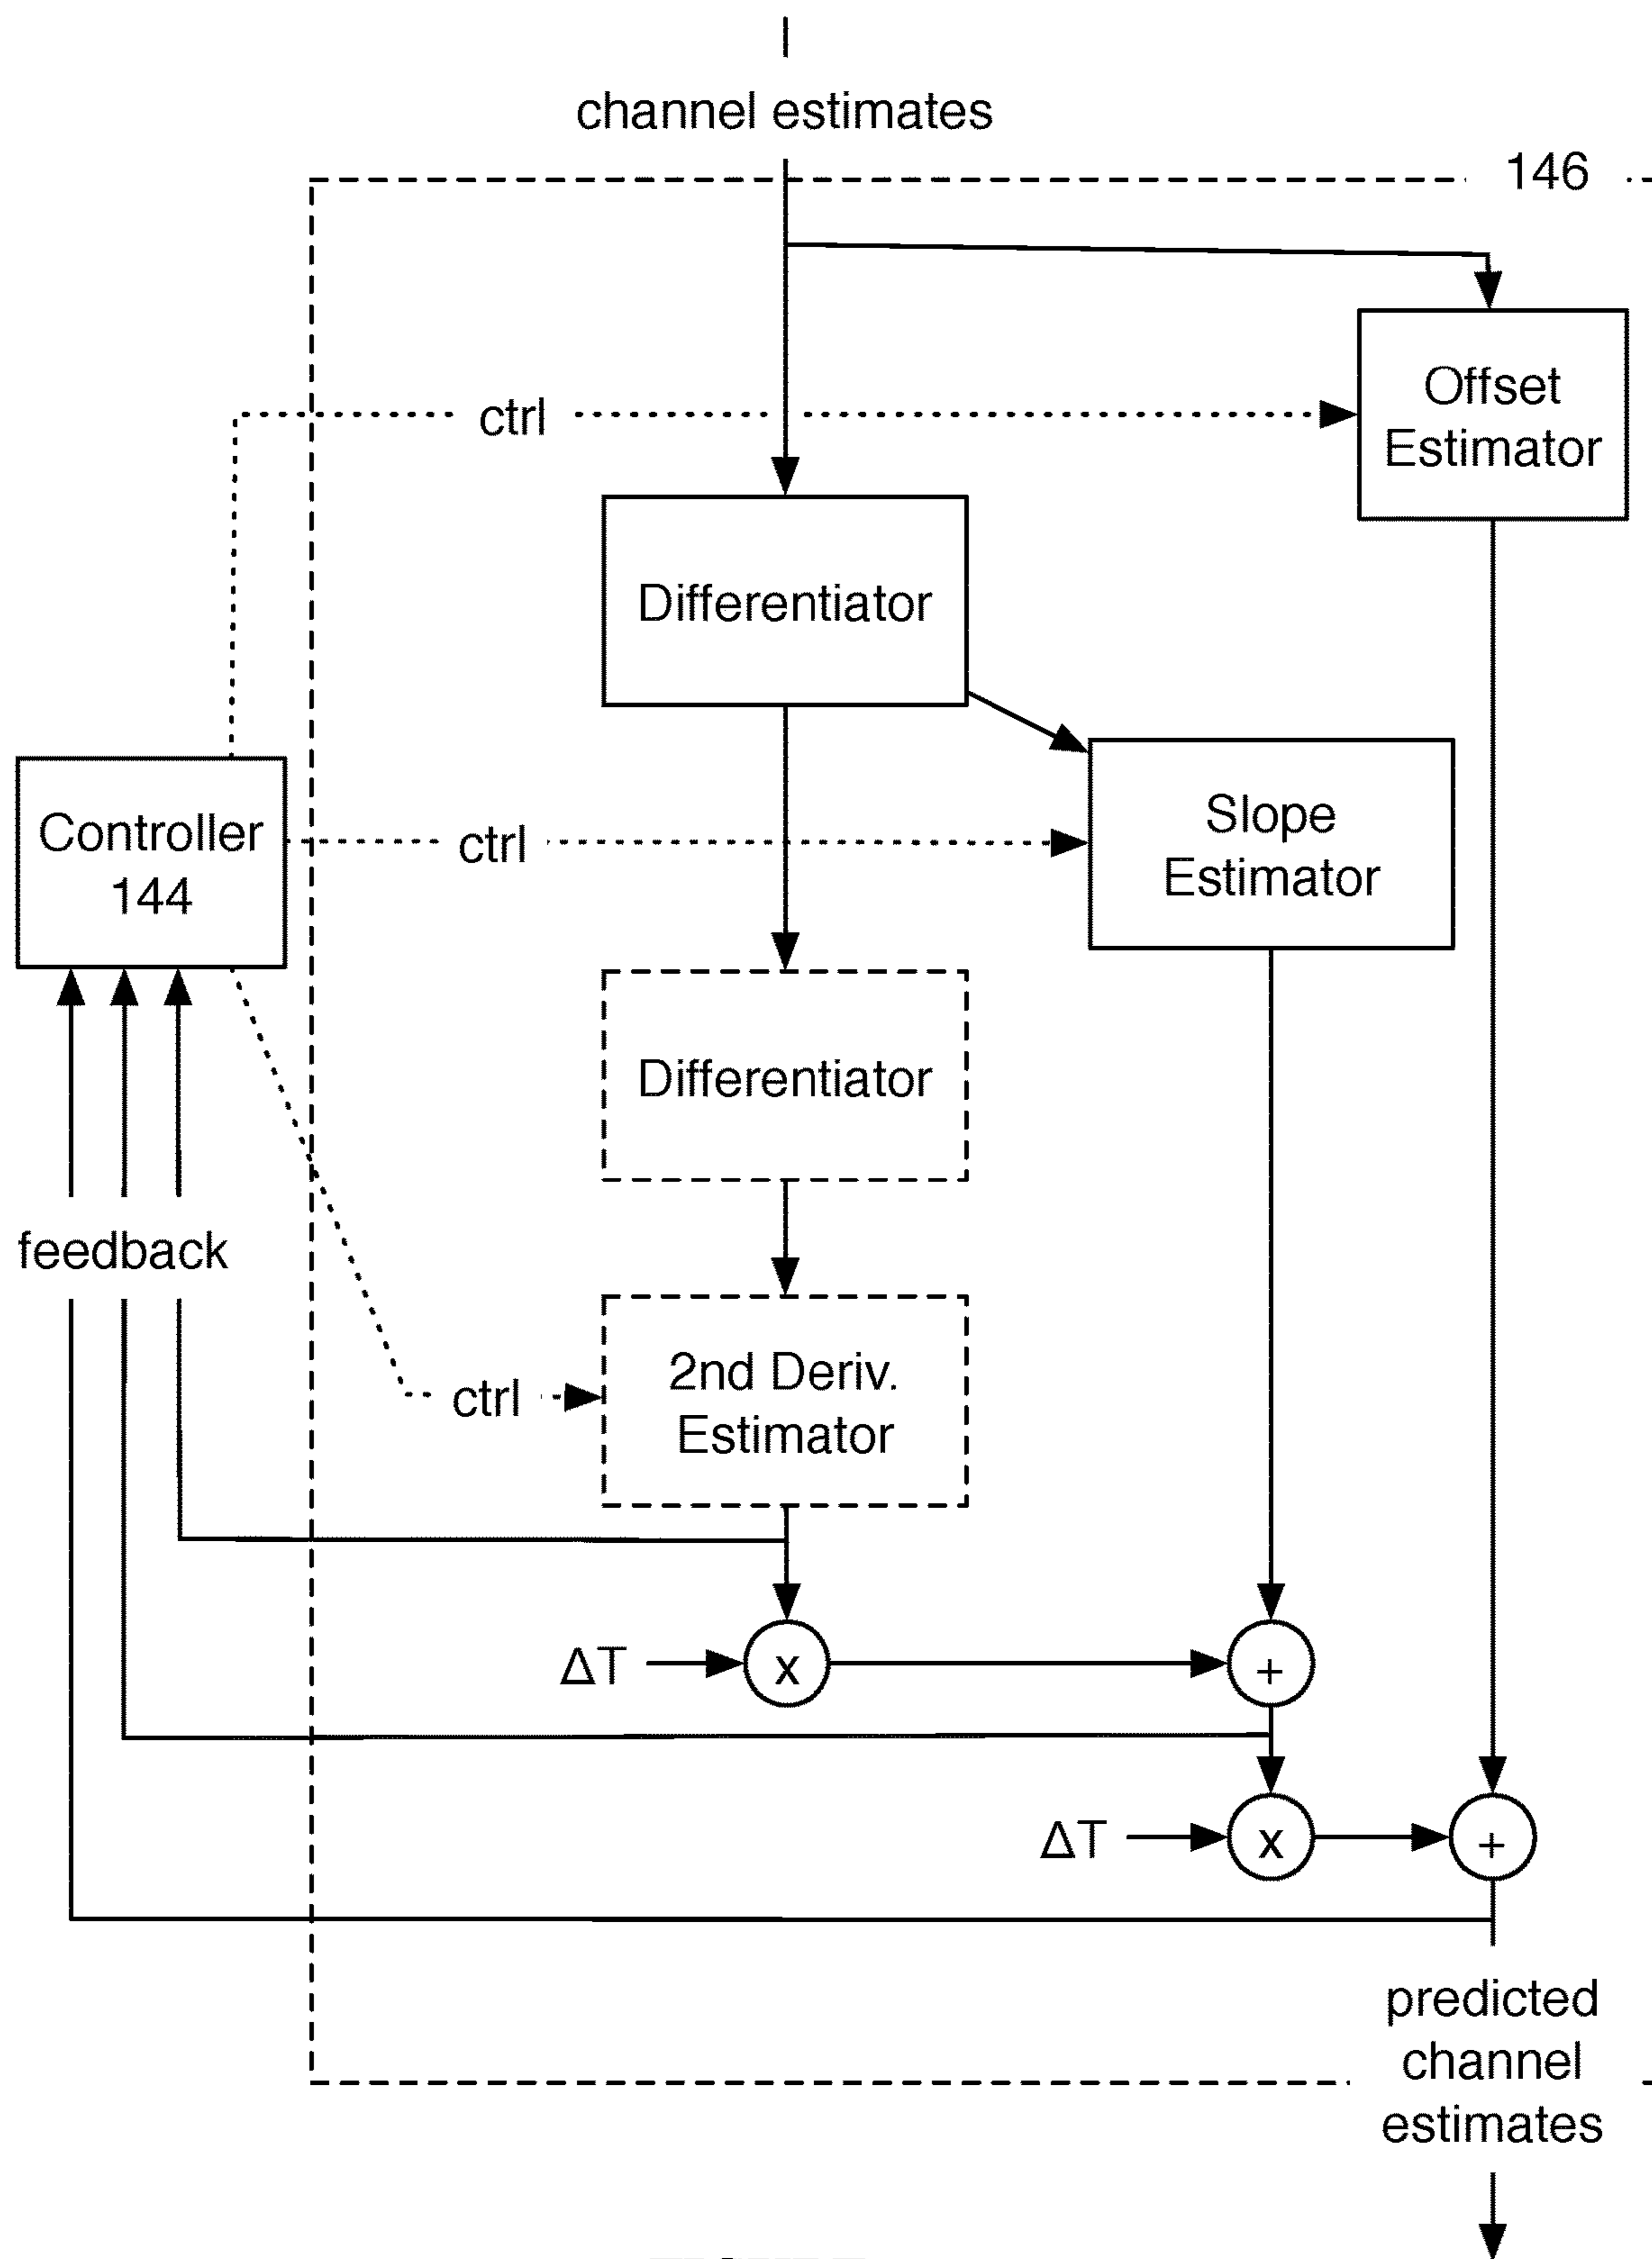 channel estimates
146
Offset
Estimator
ctrl
Differentiator
Controller
144
ctrl
Slope
Estimator
Differentiator
feedback
2nd Deriv.
Estimator
ctrl
ΔT
x
+
ΔT
x
+
predicted
channel
estimates